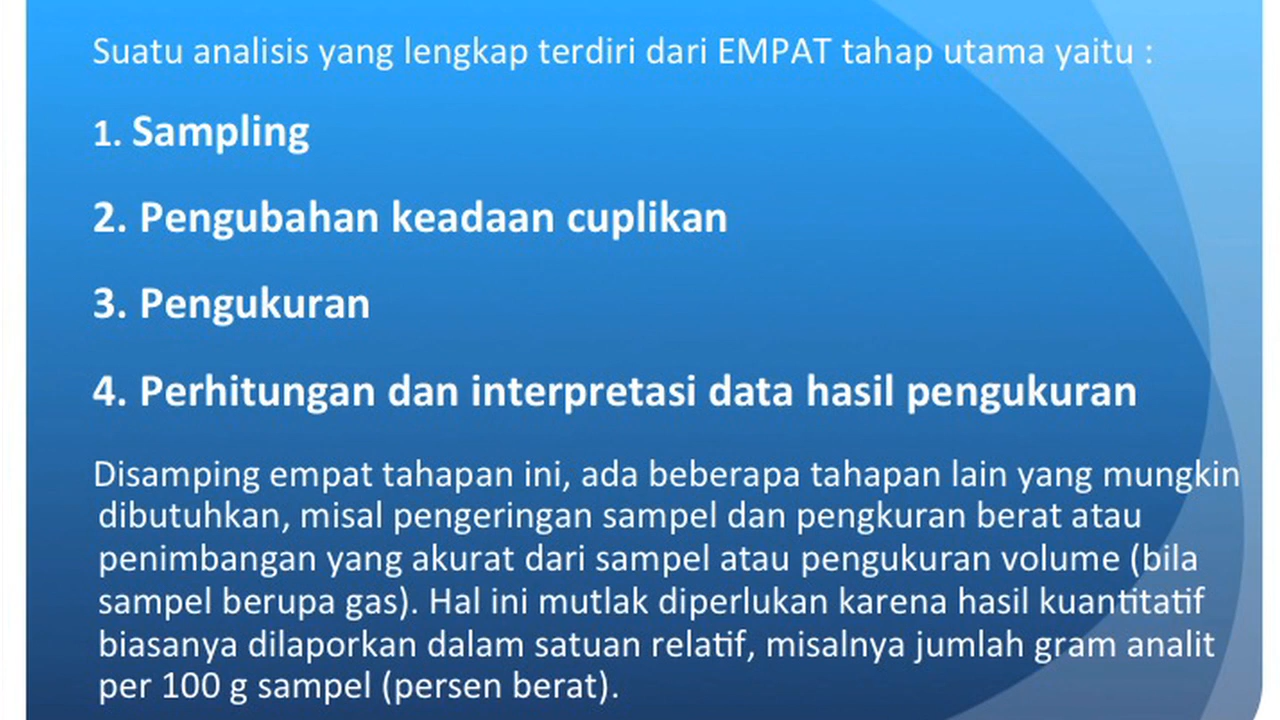 Suatu analisis yang lengkap terdiri dari EMPAT tahap utama yaitu :
1. Sampling
2. Pengubahan keadaan cuplikan
3. Pengukuran
4. Perhitungan dan interpretasi data hasil pengukuran
Disamping empat tahapan ini, ada beberapa tahapan lain yang mungkin
dibutuhkan, misal pengeringan sampel dan pengkuran berat atau
penimbangan yang akurat dari sampel atau pengukuran volume (bila
sampel berupa gas). Hal ini mutlak diperlukan karena hasil kuantitatif
biasanya dilaporkan dalam satuan relatif, misalnya jumlah gram analit
per 100 g sampel (persen berat).